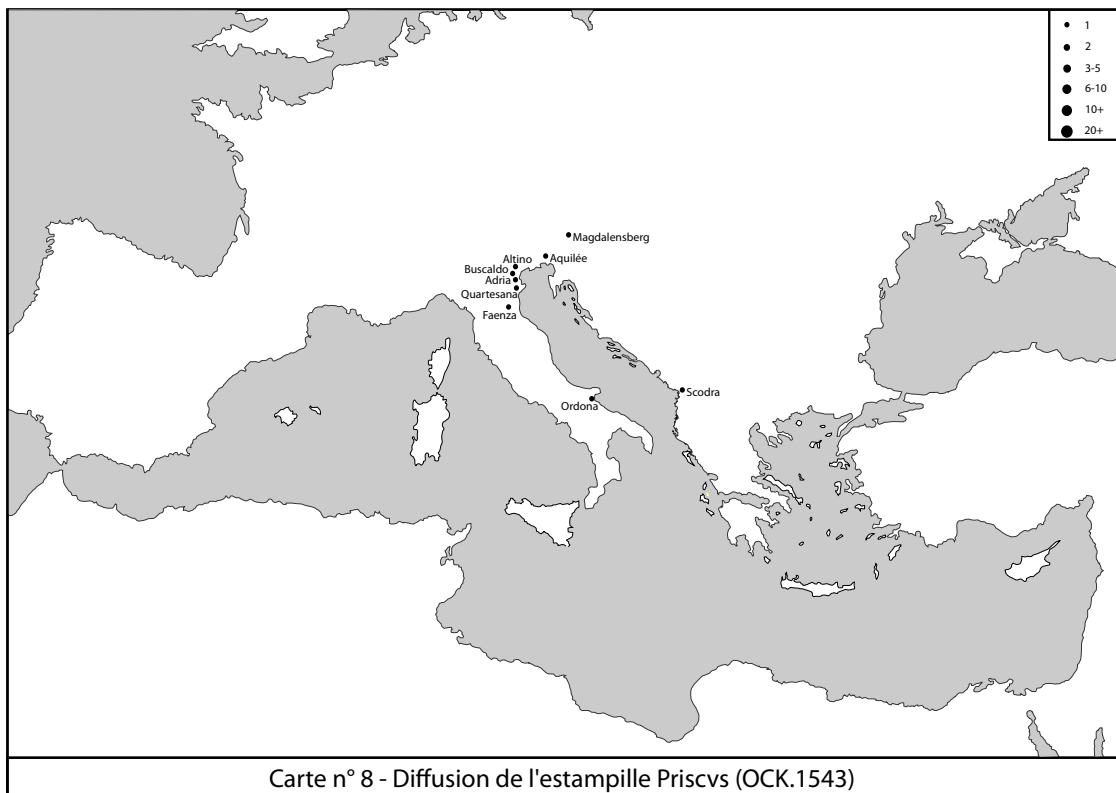 1
2
3-5
6-10
10+
20+
Magdalensberg
Altino
Aquilée
Buscaldo
Adria
Quartesana
Faenza
Scodra
Ordona
Carte n° 8 - Diffusion de l'estampille Priscvs (OCK.1543)